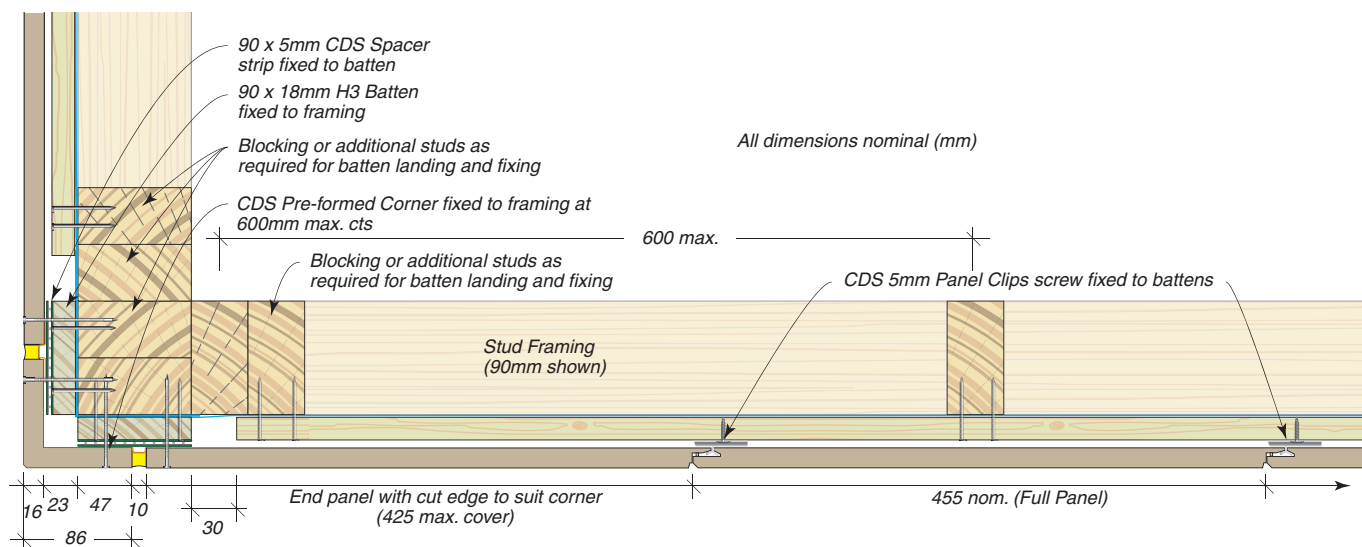 90 x 5mm CDS Spacer
strip fixed to batten
90 x 18mm H3 Batten
fixed to framing
Blocking or additional studs as
required for batten landing and fixing
All dimensions nominal (mm)
CDS Pre-formed Corner fixed to framing at
600mm max. cts
600 max.
Blocking or additional studs as
required for batten landing and fixing
CDS 5mm Panel Clips screw fixed to battens
Stud Framing
(90mm shown)
16 23 47 10
30
End panel with cut edge to suit corner
(425 max. cover)
455 nom. (Full Panel)
86